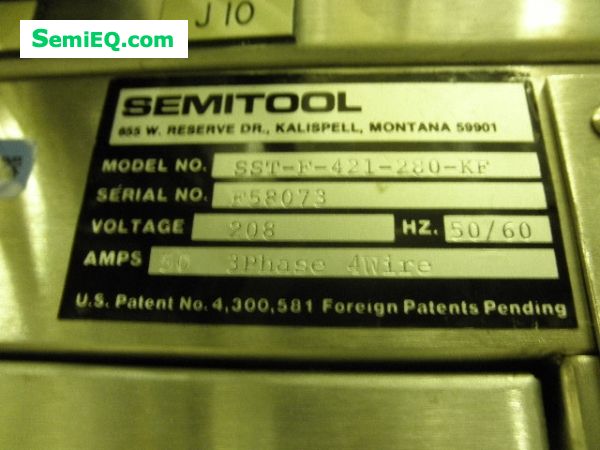 J 10
SemiEQ.com
SEMITOOL
655 W. RESERVE DR., KALISPELL, MONTANA 59901
MODEL NO. SST-F-421-280-KF
SERIAL NO. F58073
VOLTAGE 208 HZ. 50/60
AMPS 3Phase 4Wire
U.S. Patent No. 4,300,581 Foreign Patents Pending